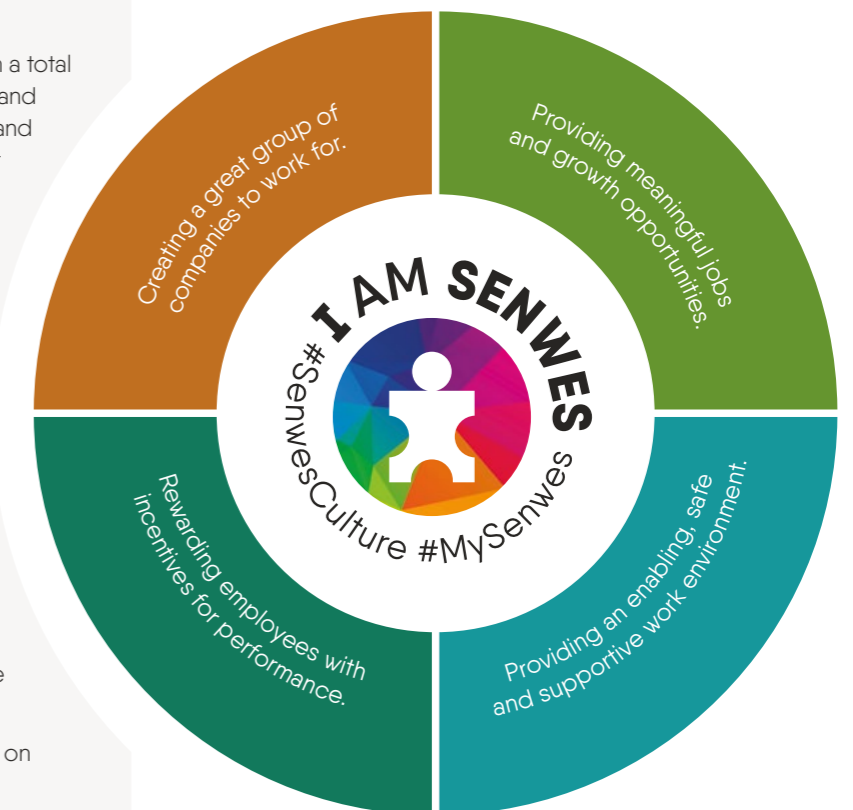 a total
and
and
Creating a great group of
companies to work for.
Providing meaningful jobs
and growth opportunities.
I AM SENWES
#SenwesCulture #MySenwes
Rewarding employees with
incentives for performance.
Providing an enabling, safe
and supportive work environment.
on